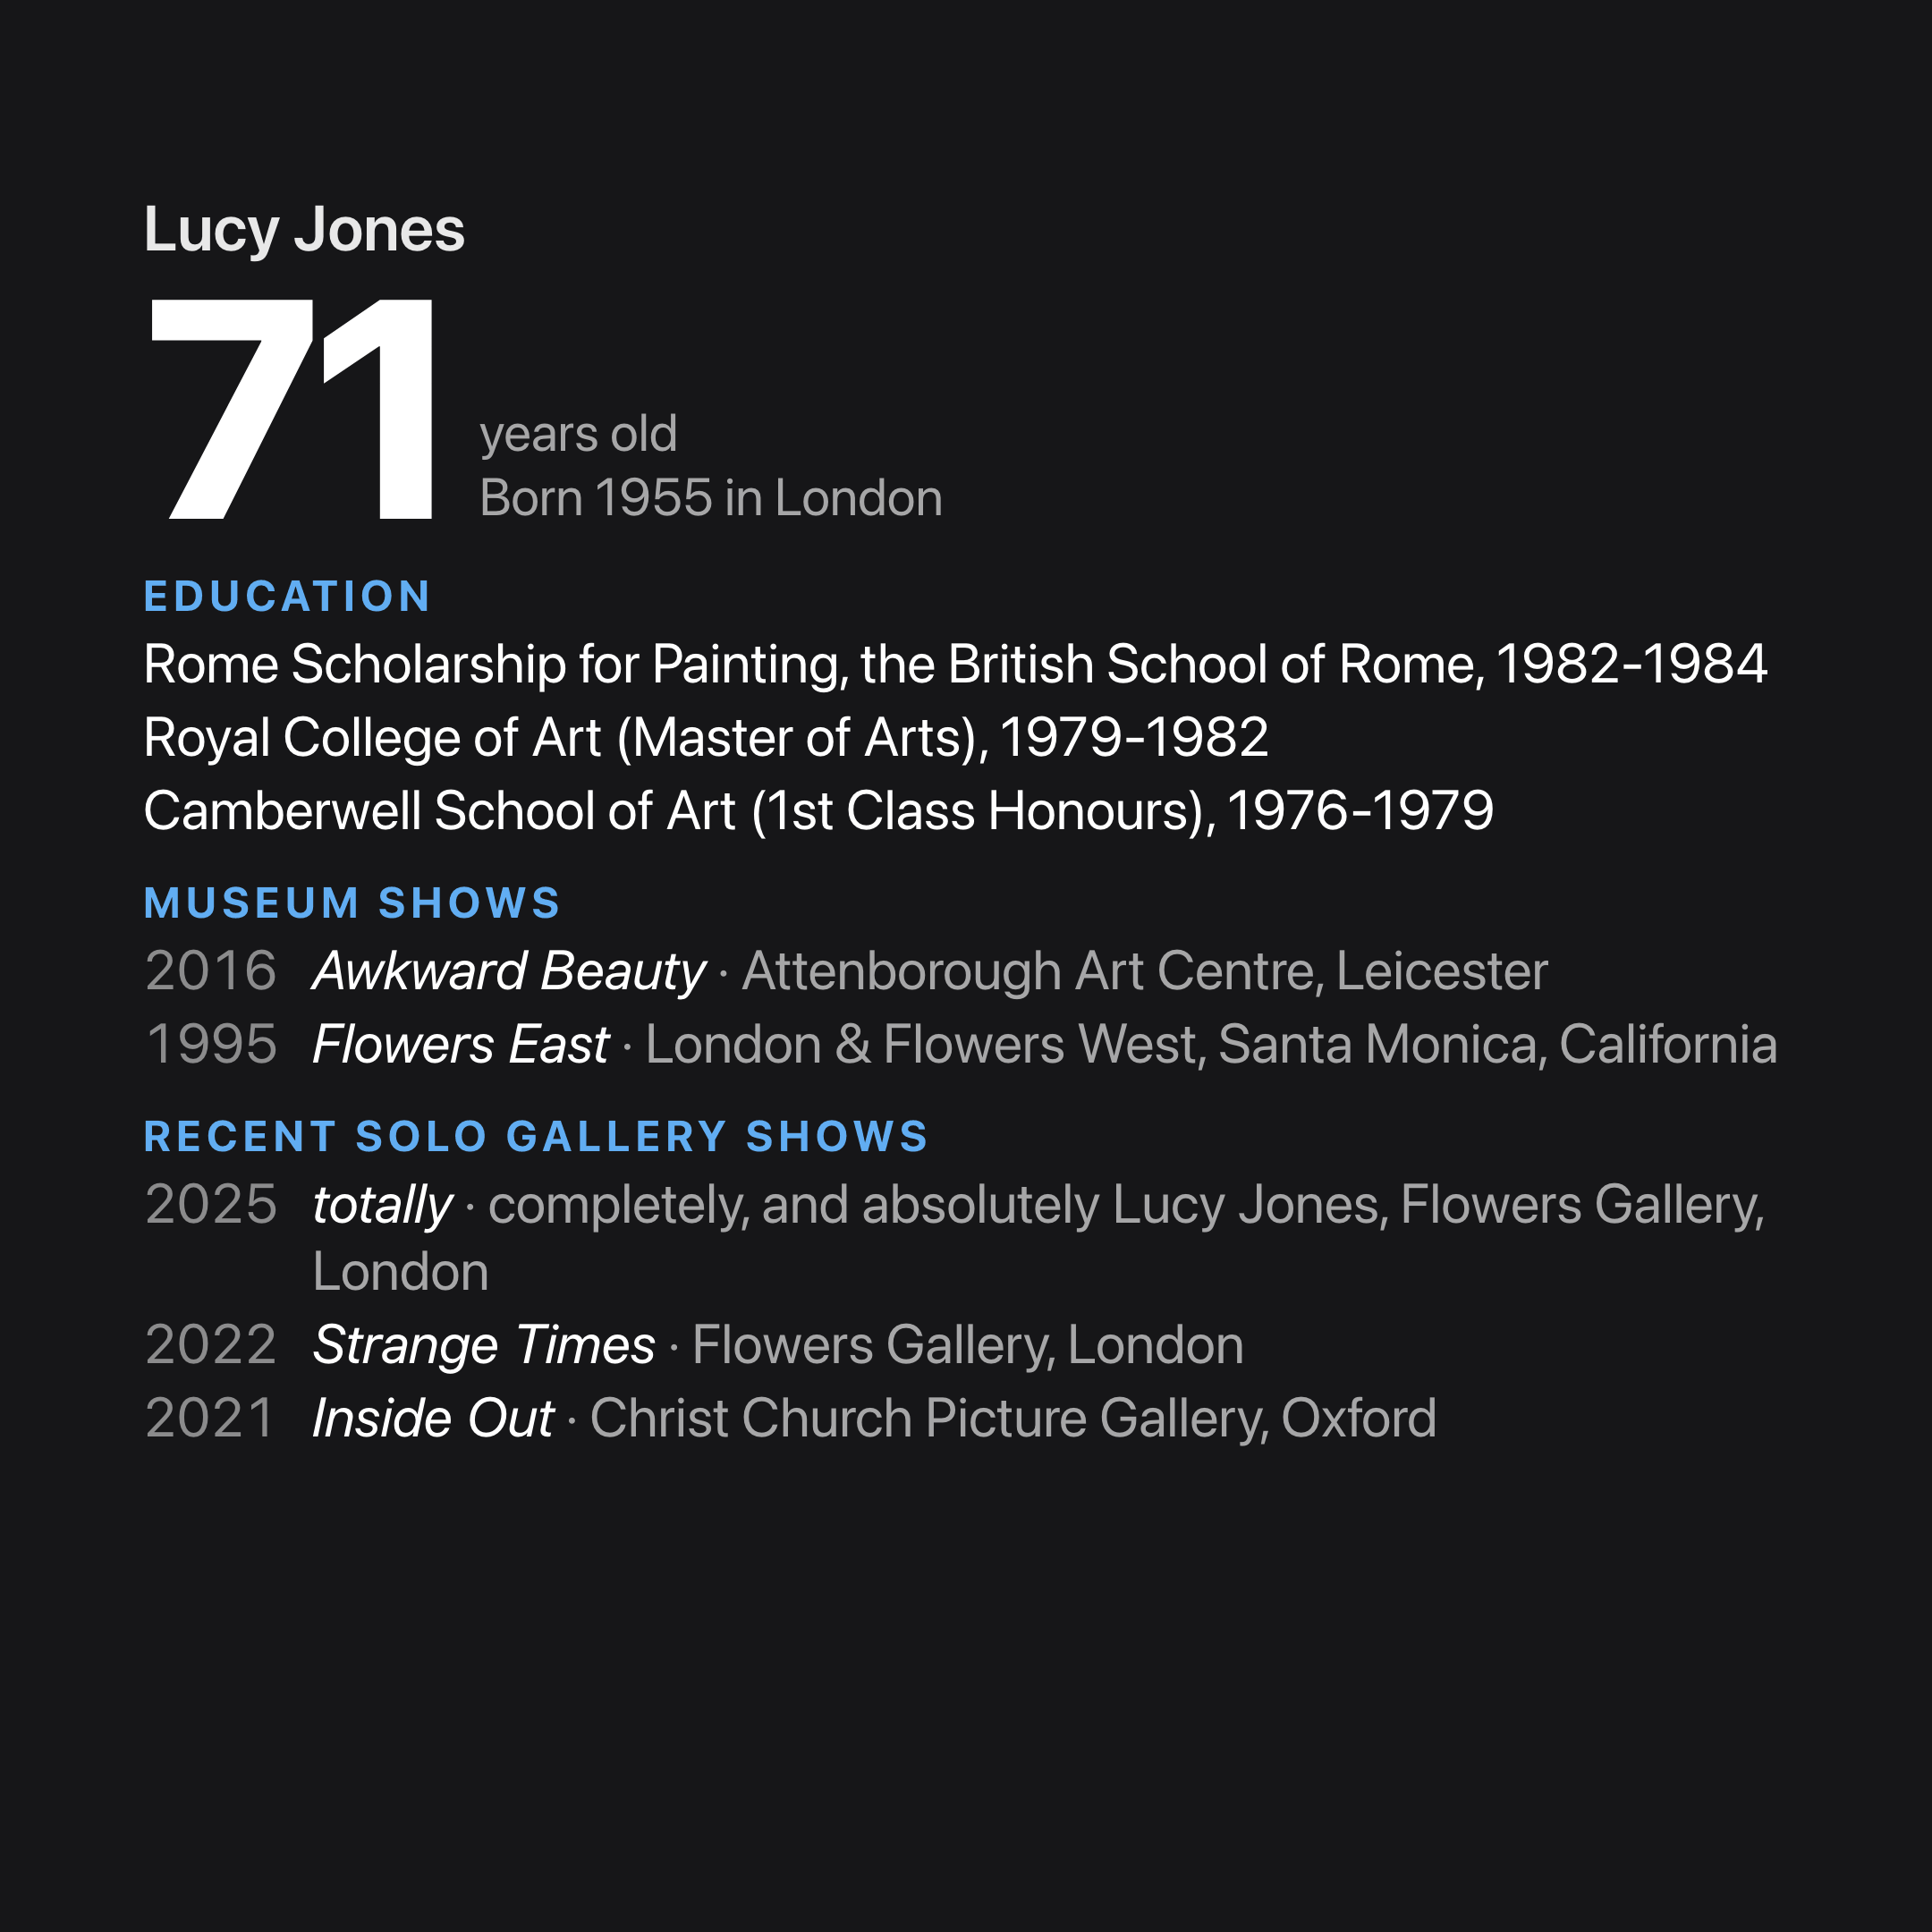 Lucy Jones
71
years old
Born 1955 in London
EDUCATION
Rome Scholarship for Painting, the British School of Rome, 1982-1984
Royal College of Art (Master of Arts), 1979-1982
Camberwell School of Art (1st Class Honours), 1976-1979
MUSEUM SHOWS
2016 Awkward Beauty · Attenborough Art Centre, Leicester
1995 Flowers East · London & Flowers West, Santa Monica, California
RECENT SOLO GALLERY SHOWS
2025 totally · completely, and absolutely Lucy Jones, Flowers Gallery,
London
2022 Strange Times · Flowers Gallery, London
2021 Inside Out · Christ Church Picture Gallery, Oxford